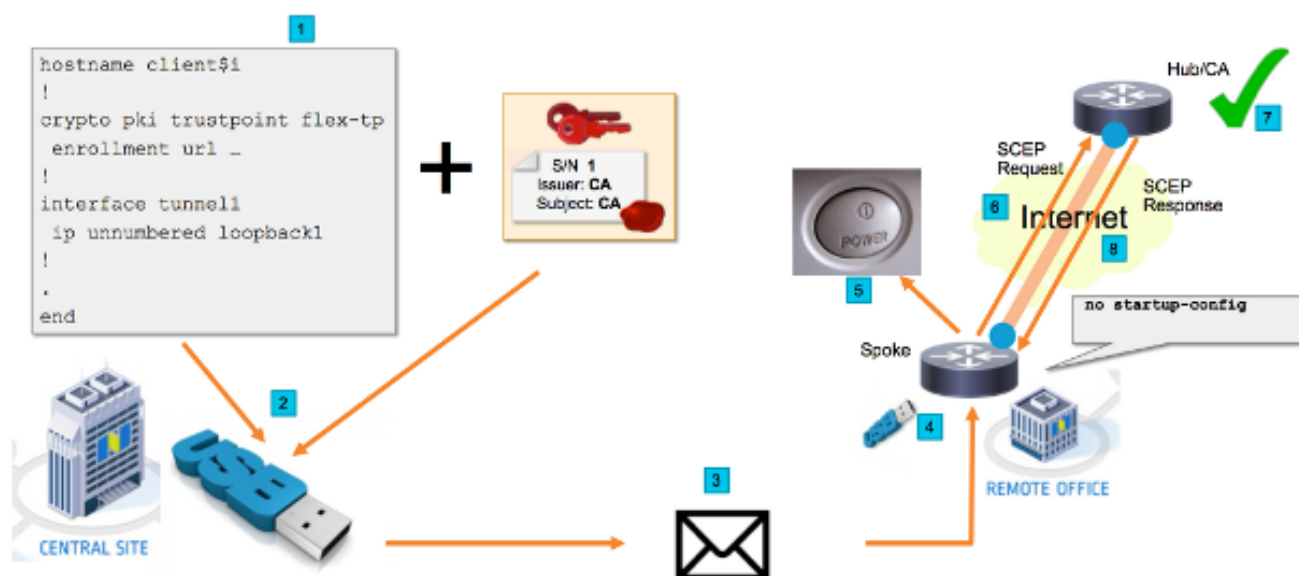 1
hostname client$i
!
crypto pki trustpoint flex-tp
enrollment url …
!
interface tunnel1
ip unnumbered loopback1
!
.
end
S/N 1
Issuer: CA
Subject: CA
2
USB
CENTRAL SITE
3
4
5
POWER
Spoke
REMOTE OFFICE
no startup-config
6
SCEP
Request
Internet
SCEP
Response
8
Hub/CA
7